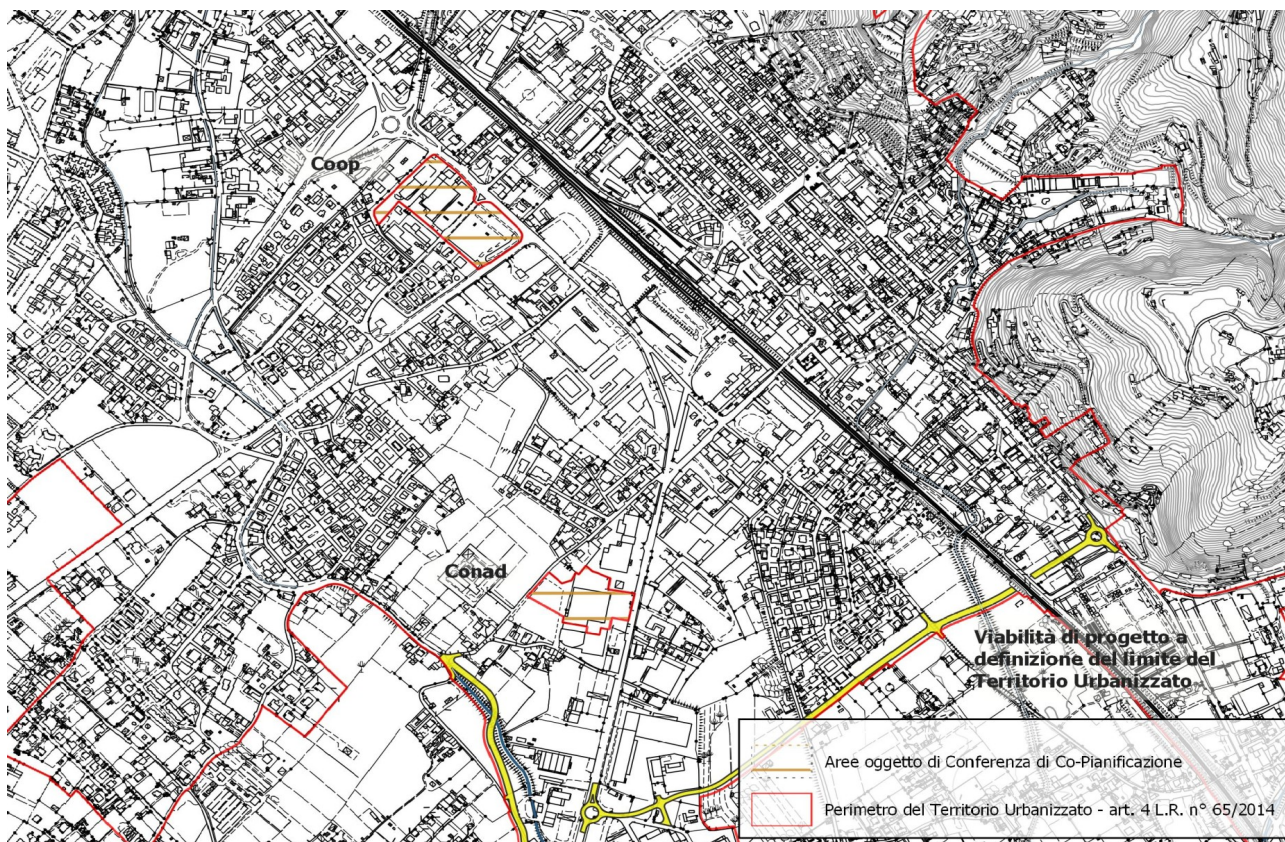 Coop
Conad
Viabilità di progetto a
definizione del limite del
Territorio Urbanizzato
Aree oggetto di Conferenza di Co-Pianificazione
Perimetro del Territorio Urbanizzato - art. 4 L.R. n° 65/2014